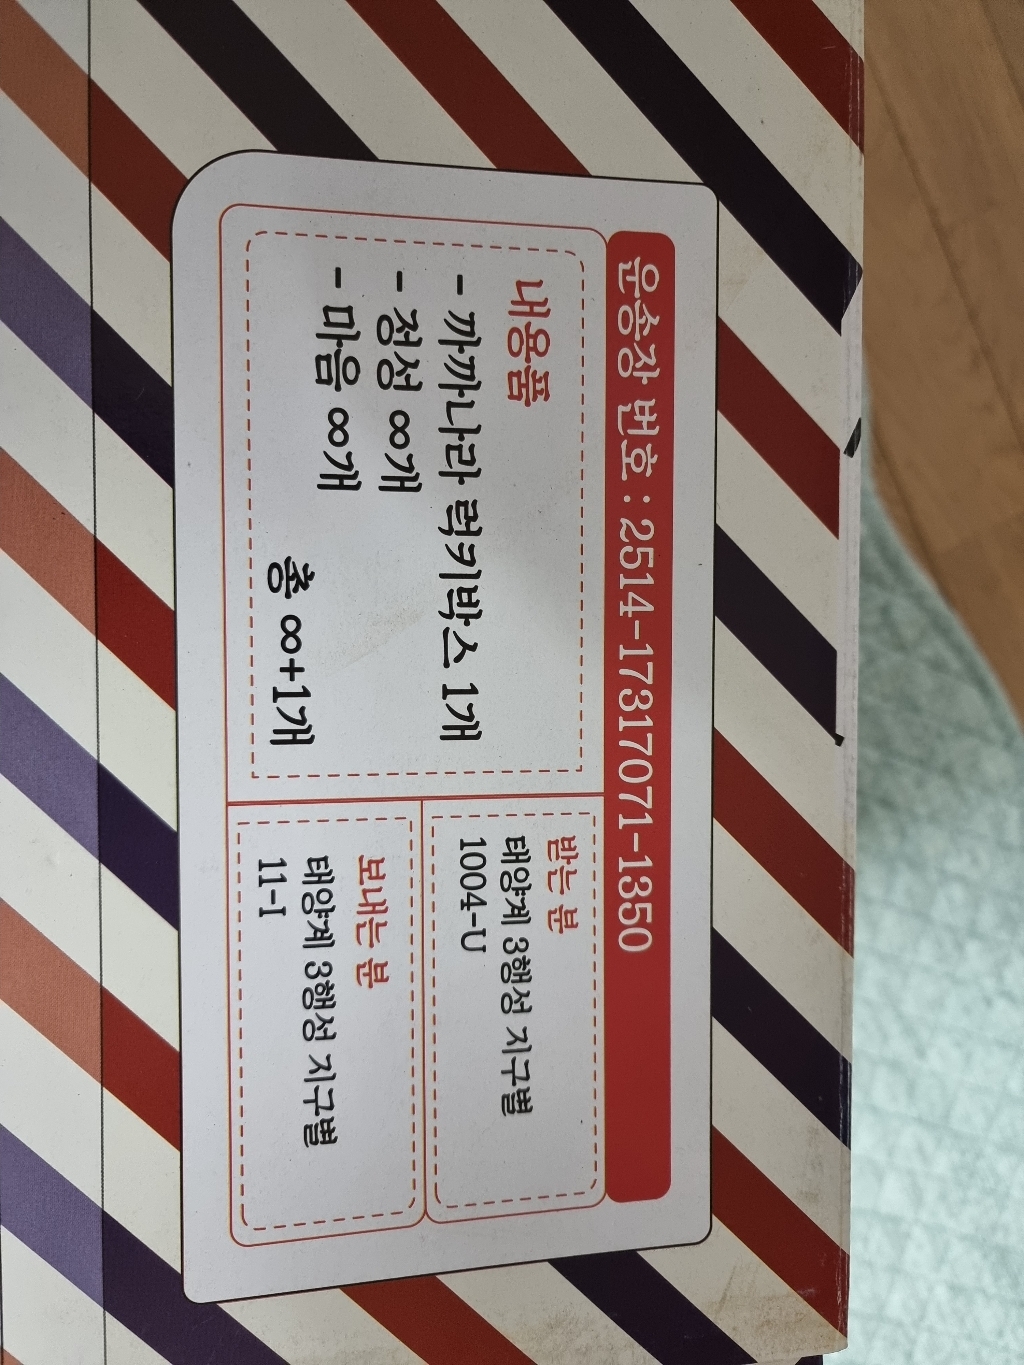 운송장 번호 : 2514-17317071-1350
내용품
- 까까나라 럭키박스 1개
- 정성 ∞개
- 마음 ∞개
총 ∞+1개
받는 분
태양계 3행성 지구별
1004-U
보내는 분
태양계 3행성 지구별
11-I